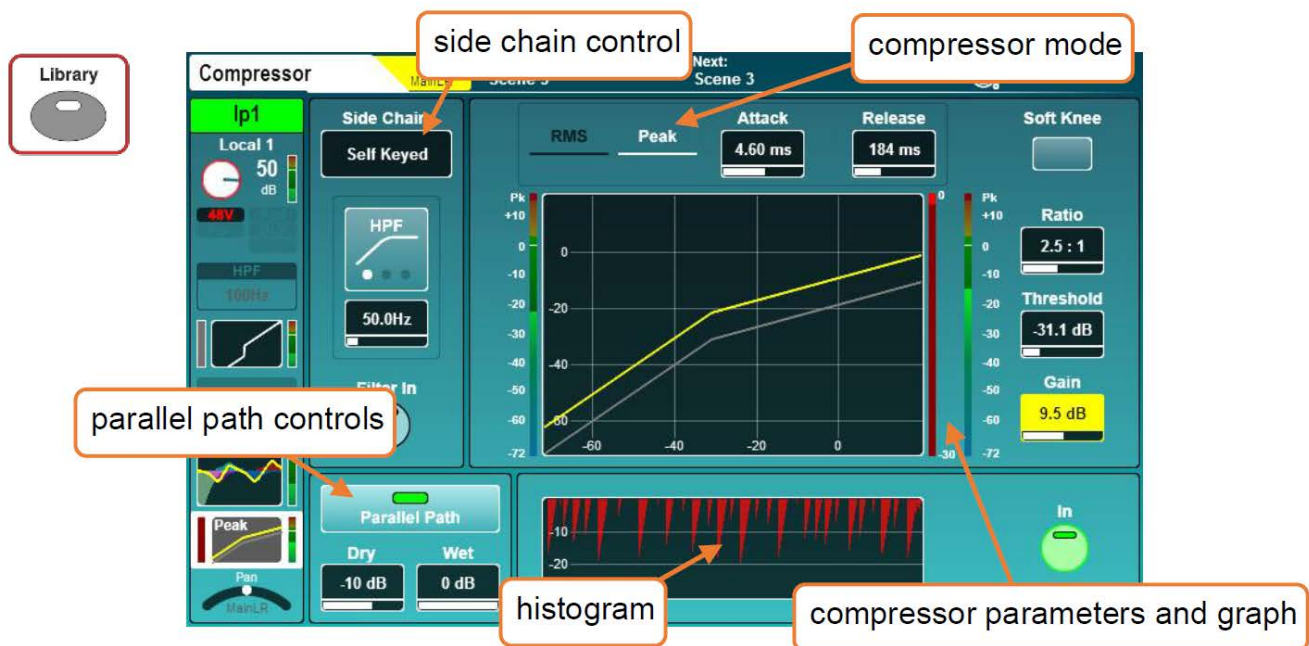 side chain control
compressor mode
Library
Compressor
MainLR
Scene 3
Next:
Scene 3
Ip1
Local 1
50
dB
48V
HPF
100Hz
Peak
Pan
MainLR
Side Chain
Self Keyed
HPF
50.0Hz
Filter In
parallel path controls
Parallel Path
Dry
Wet
-10 dB
0 dB
RMS
Peak
Attack
4.60 ms
Release
184 ms
Soft Knee
Pk
+10
0
-10
-20
-30
-40
-50
-60
-72
0
-20
-40
-60
-60
-40
-20
0
0
-30
Pk
+10
0
-10
-20
-30
-40
-50
-60
-72
Ratio
2.5 : 1
Threshold
-31.1 dB
Gain
9.5 dB
-10
-20
In
histogram
compressor parameters and graph